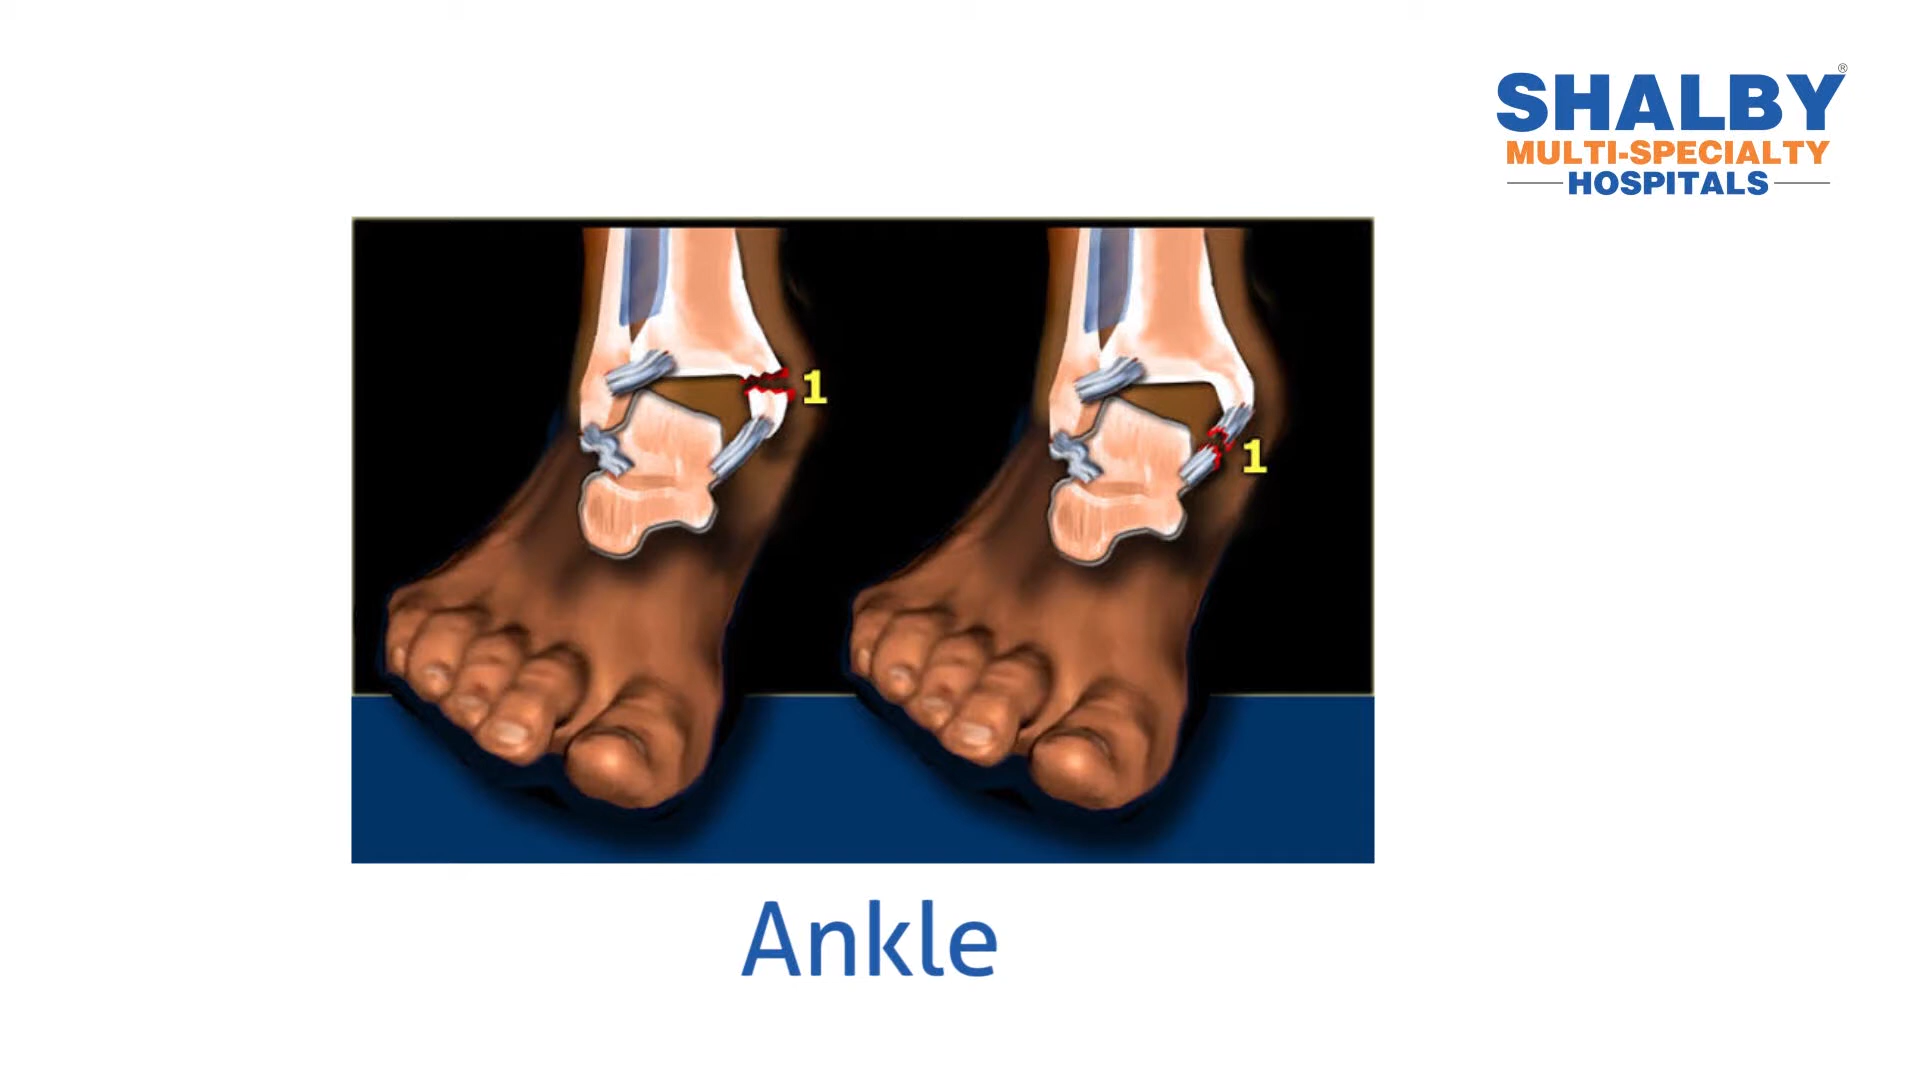 SHALBY®
MULTI-SPECIALTY
HOSPITALS
1
1
Ankle